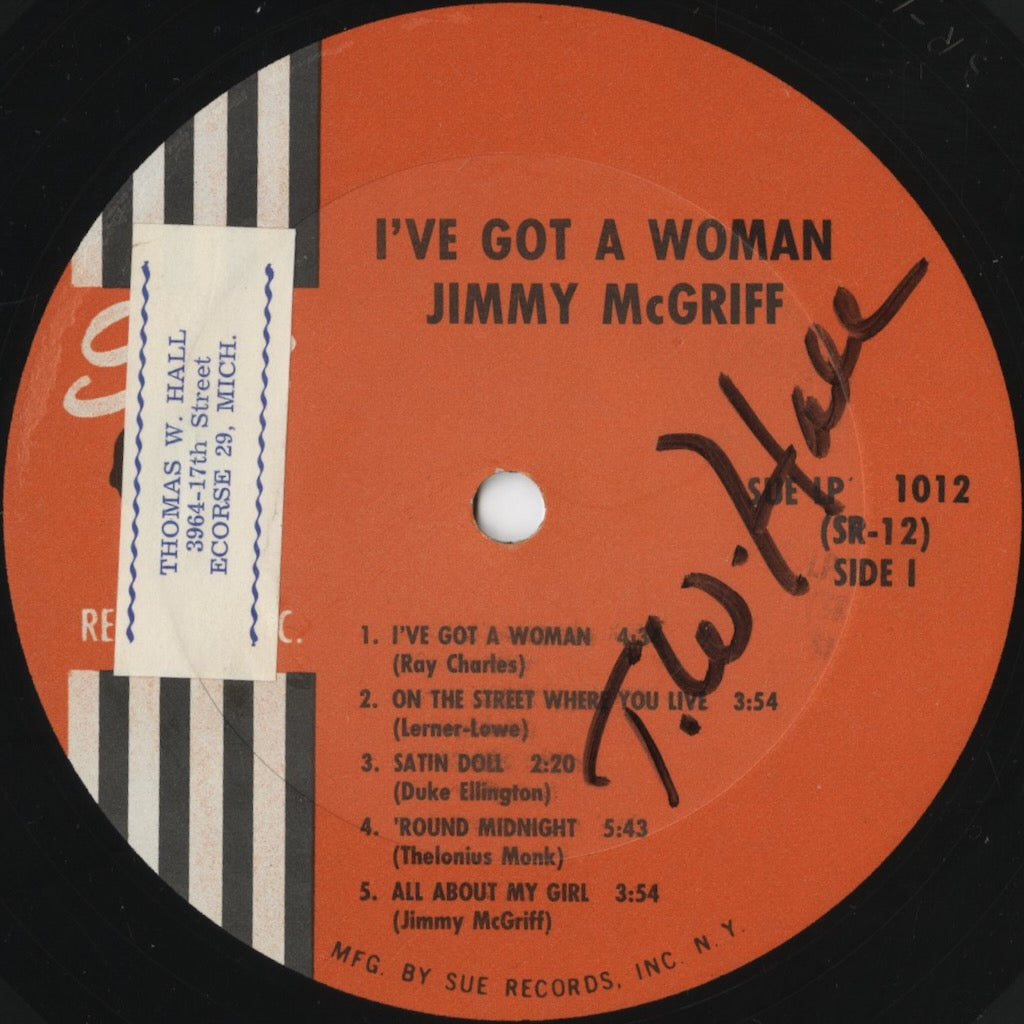 I'VE GOT A WOMAN
JIMMY McGRIFF
THOMAS W. HALL
3964-17th Street
ECORSE 29, MICH.
T.W. Hall
SUE LP 1012
(SR-12)
SIDE I
1. I'VE GOT A WOMAN
(Ray Charles)
2. ON THE STREET WHERE YOU LIVE 3:54
(Lerner-Lowe)
3. SATIN DOLL 2:20
(Duke Ellington)
4. 'ROUND MIDNIGHT 5:43
(Thelonius Monk)
5. ALL ABOUT MY GIRL 3:54
(Jimmy McGriff)
MFG. BY SUE RECORDS, INC. N.Y.